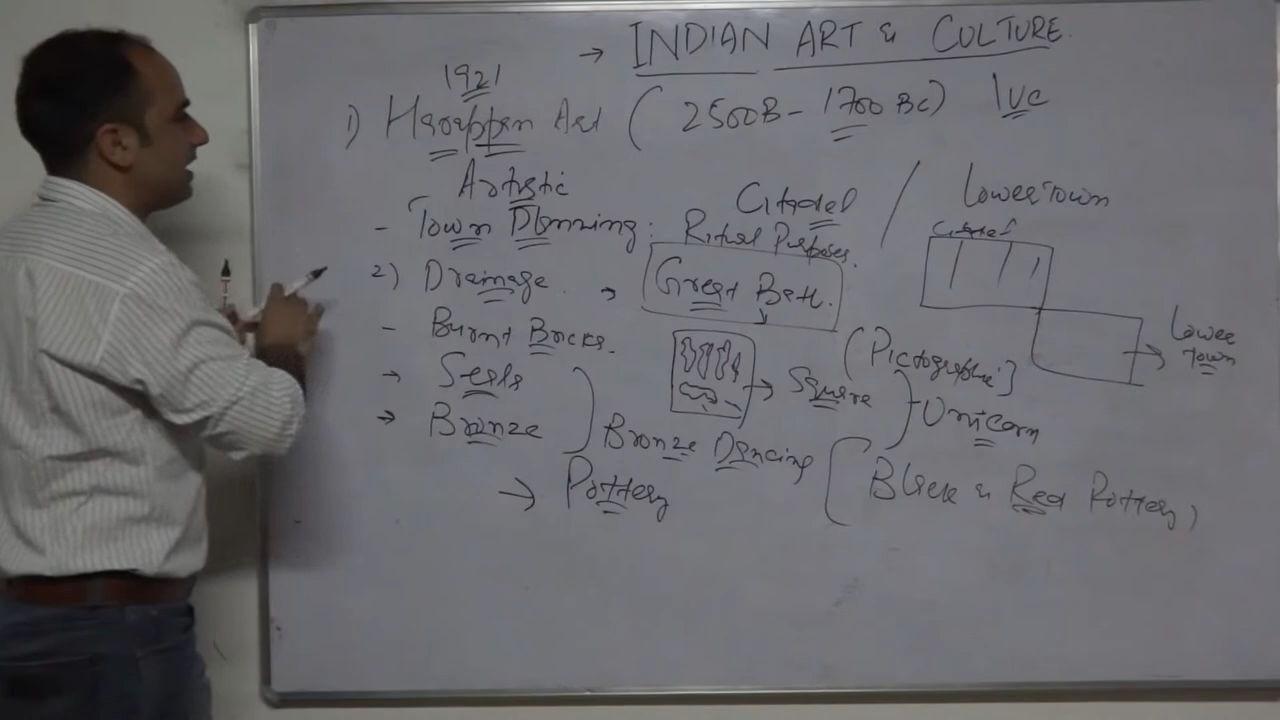 → INDIAN ART & CULTURE
1921
1) Harappan Art ( 2500B - 1700 BC) IVC
Artistic
- Town Planning : Citadel / Lower Town
Ritual Purposes.
Citadel
2) Drainage. → Great Bath.
- Burnt Bricks.
(Pictographic]
Lower Town
→ Seals
→ Square } Unicorn
→ Bronze } Bronze Dancing
→ Pottery ( Black & Red Pottery)